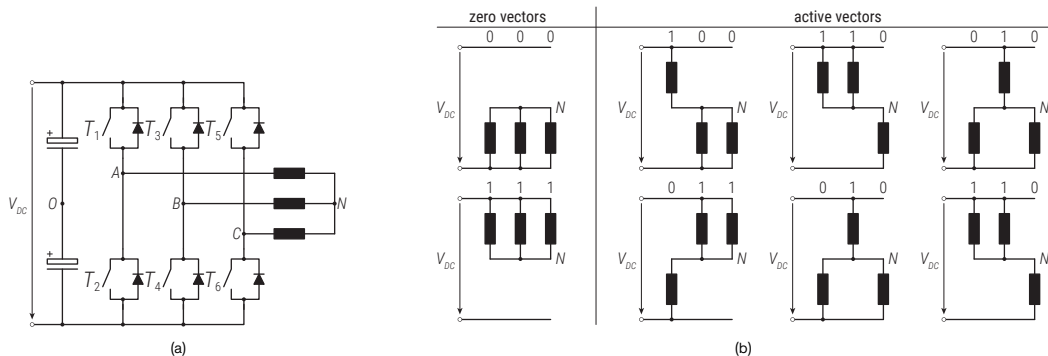 zero vectors active vectors
0 0 0 1 0 0 1 1 0 0 1 0
V_DC N V_DC N V_DC N V_DC N
1 1 1 0 1 1 0 1 0 1 1 0
V_DC N V_DC N V_DC N V_DC N
+ T1 T3 T5
A
V_DC O B N
C
+ T2 T4 T6
(a) (b)